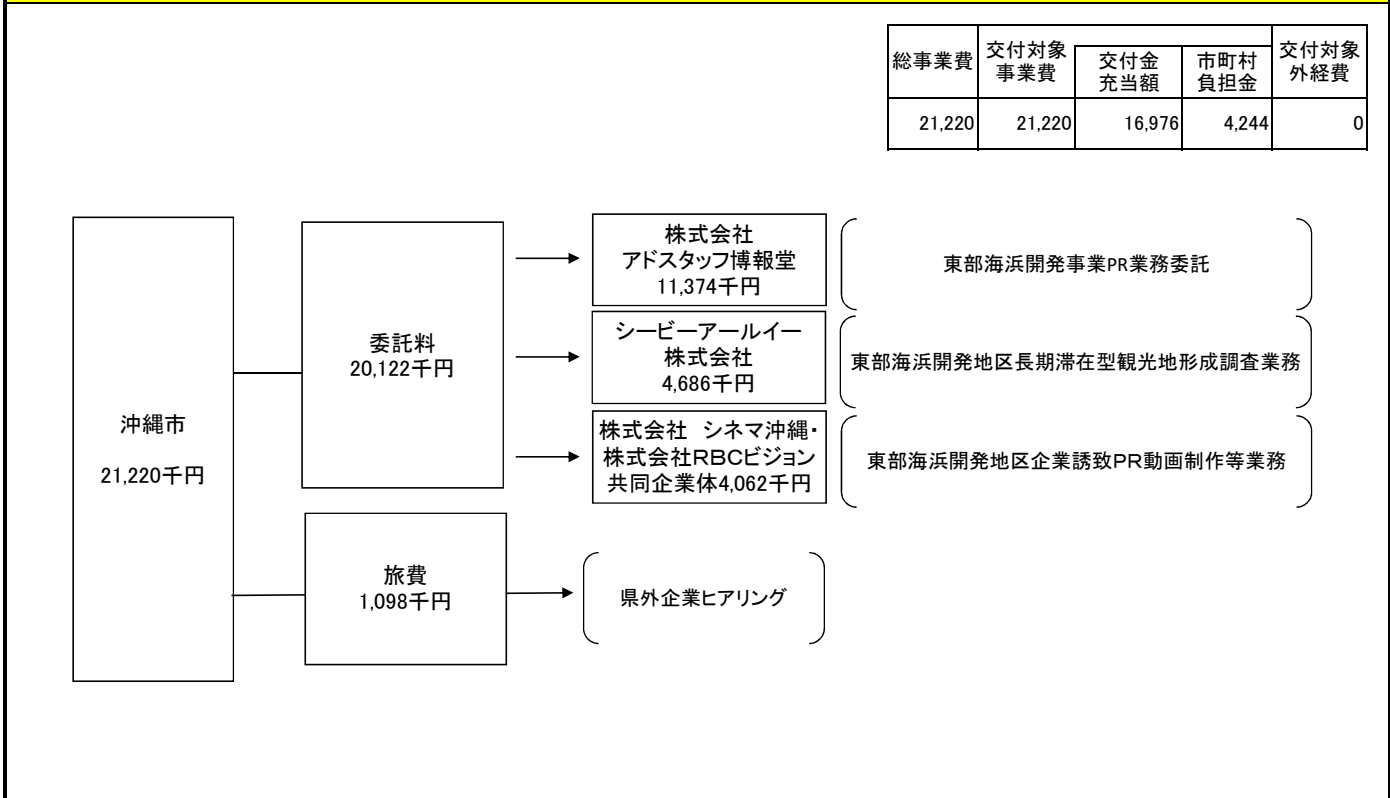 総事業費
交付対象
事業費
交付金
充当額
市町村
負担金
交付対象
外経費
21,220
21,220
16,976
4,244
0
沖縄市
21,220千円
委託料
20,122千円
株式会社
アドスタッフ博報堂
11,374千円
東部海浜開発事業PR業務委託
シービーアールイー
株式会社
4,686千円
東部海浜開発地区長期滞在型観光地形成調査業務
株式会社 シネマ沖縄・
株式会社RBCビジョン
共同企業体4,062千円
東部海浜開発地区企業誘致PR動画制作等業務
旅費
1,098千円
県外企業ヒアリング